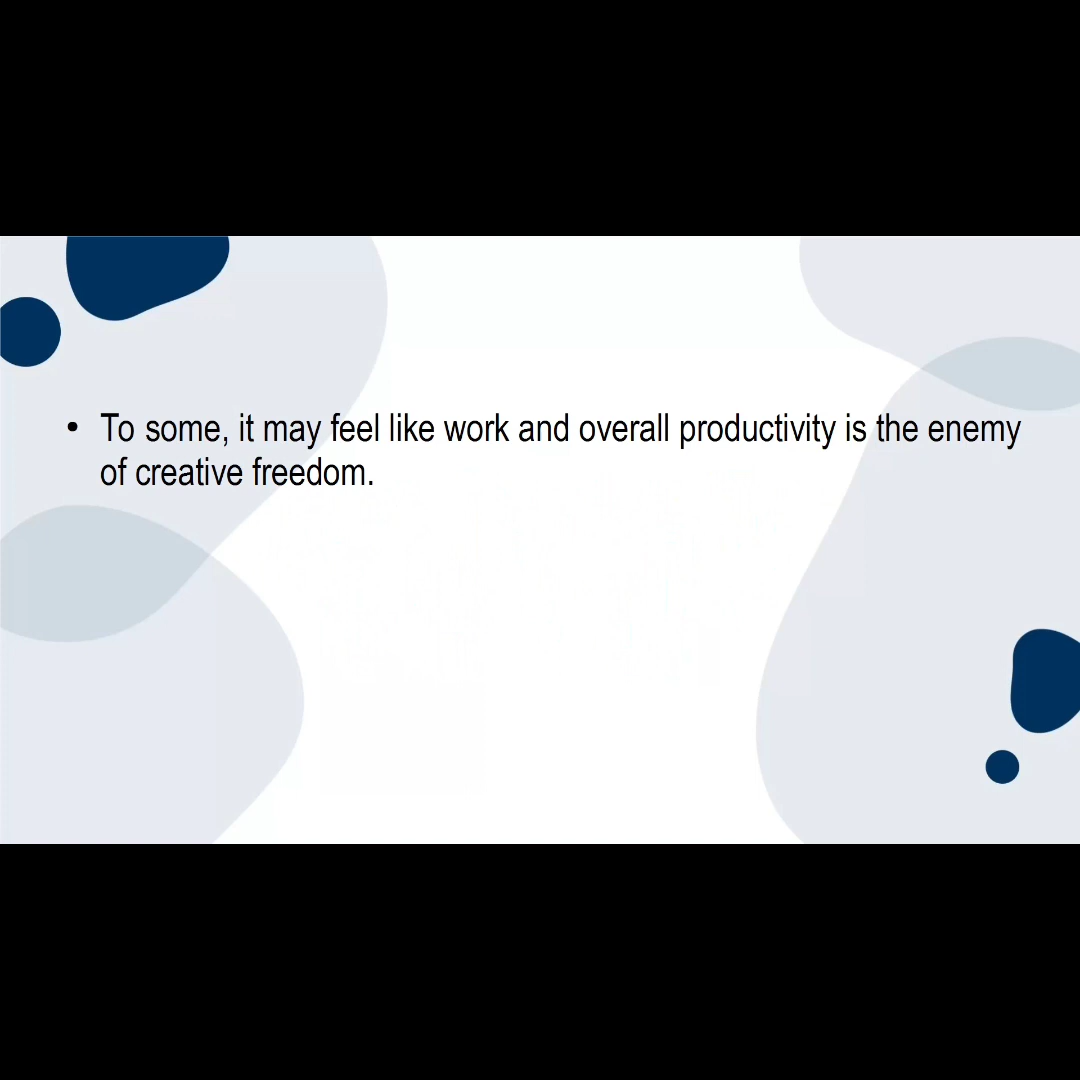 • To some, it may feel like work and overall productivity is the enemy
of creative freedom.